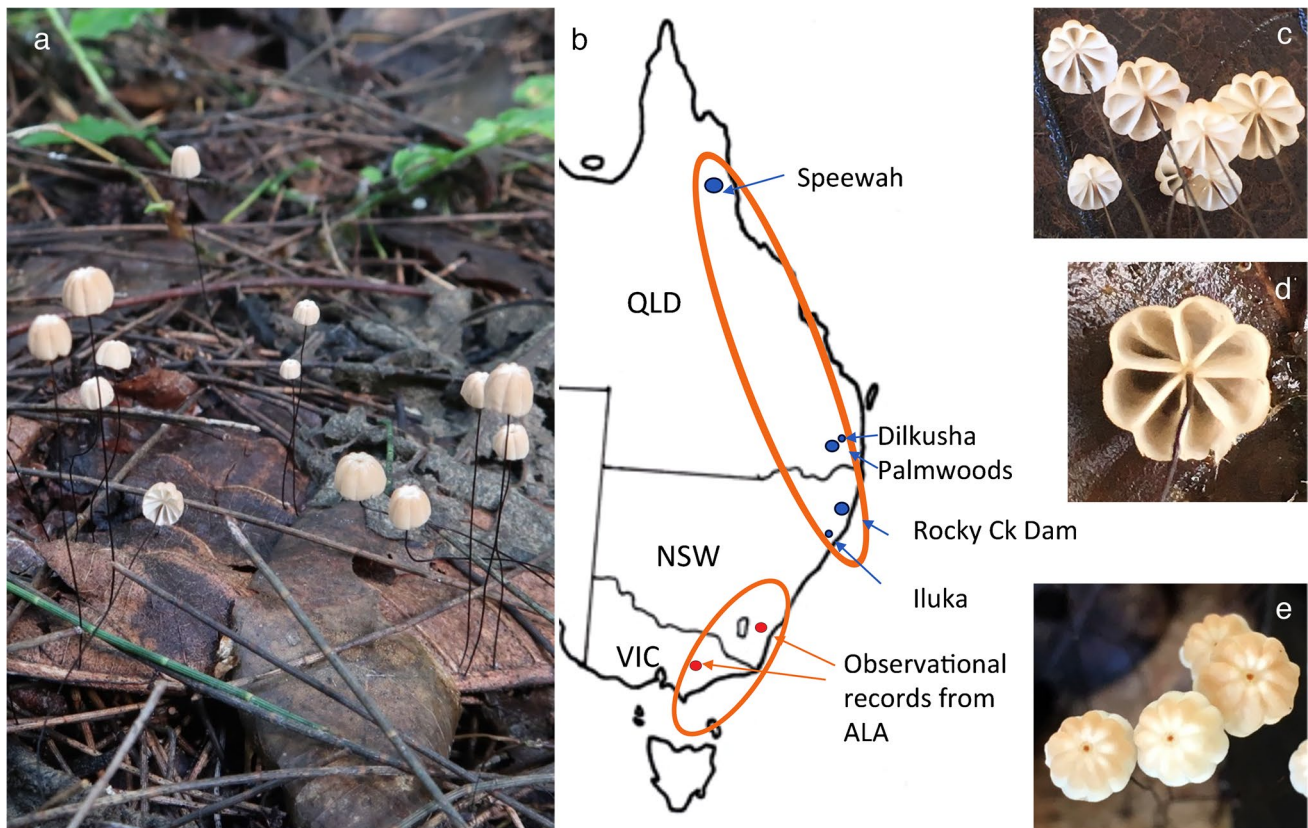 a
b
c
Speewah
QLD
d
Dilkusha
Palmwoods
Rocky Ck Dam
NSW
Iluka
e
VIC
Observational
records from
ALA